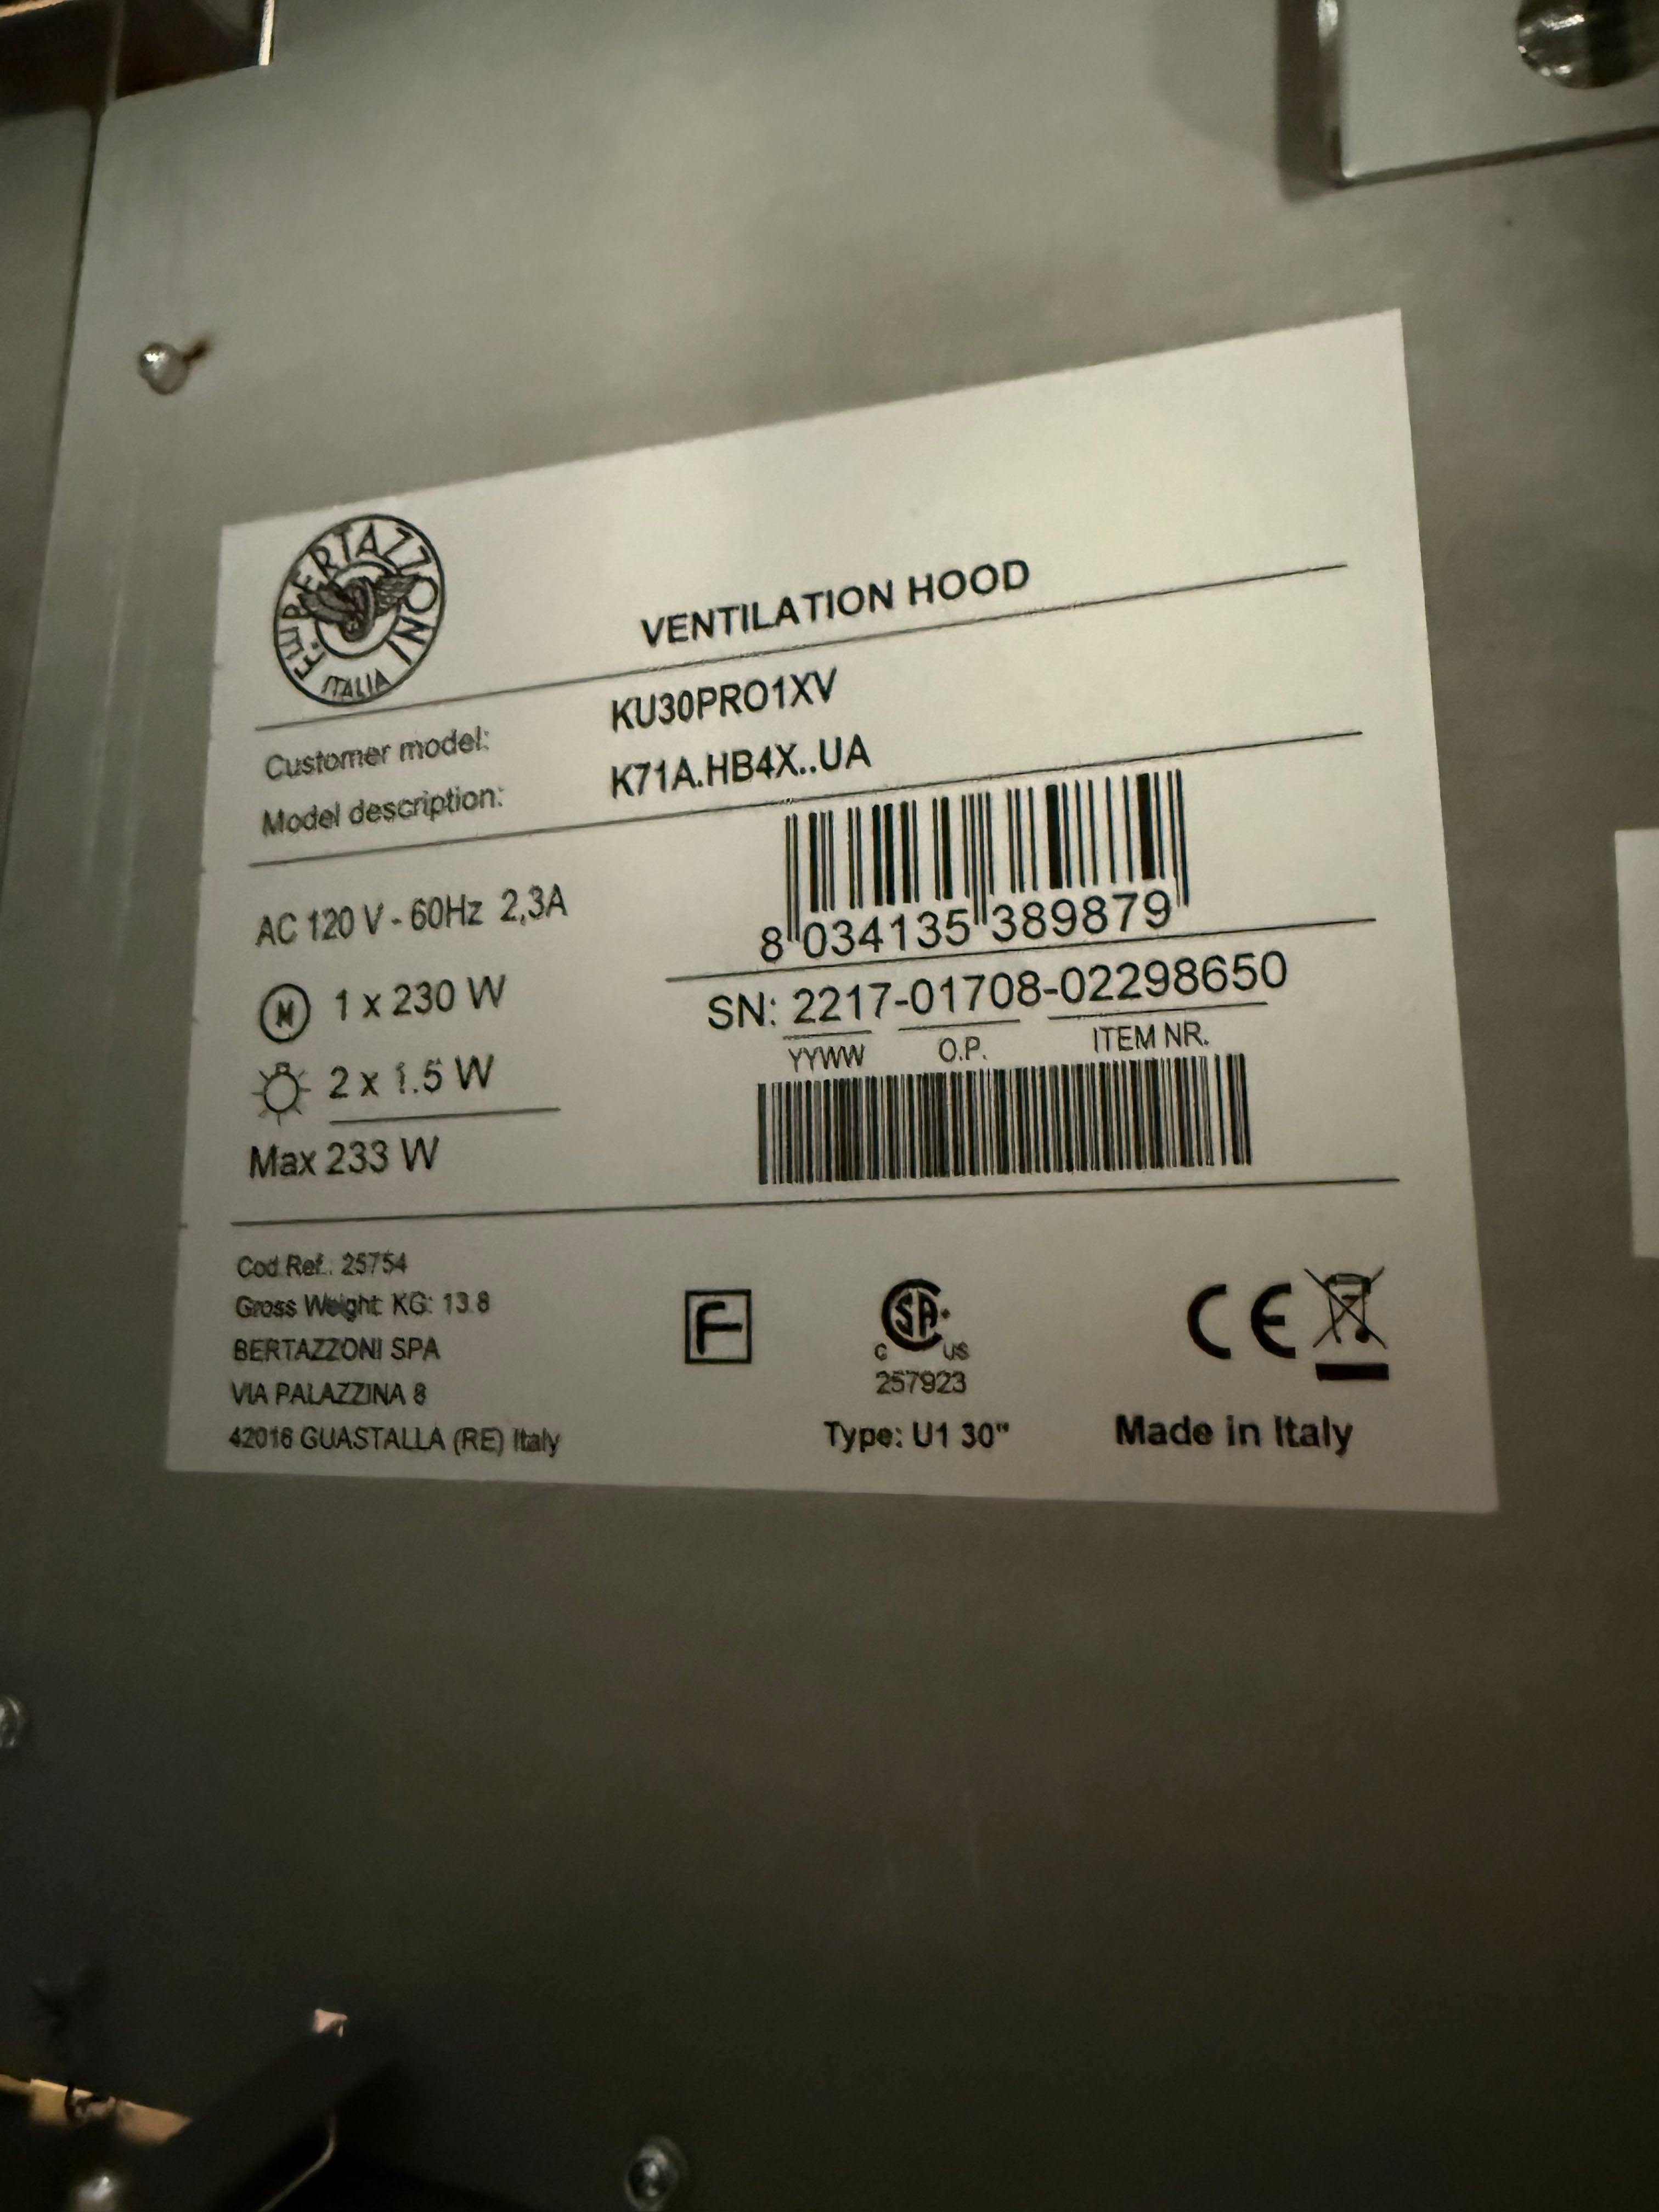 F.LLI BERTAZZONI
ITALIA
VENTILATION HOOD
Customer model: KU30PRO1XV
Model description: K71A.HB4X..UA
AC 120 V - 60Hz 2,3A
8 034135 389879
M 1 x 230 W
SN: 2217-01708-02298650
YYWW O.P. ITEM NR.
2 x 1.5 W
Max 233 W
Cod.Ref.: 25754
Gross Weight KG: 13.8
BERTAZZONI SPA
VIA PALAZZINA 8
42016 GUASTALLA (RE) Italy
F
SA
C US
257923
Type: U1 30"
CE
Made in Italy